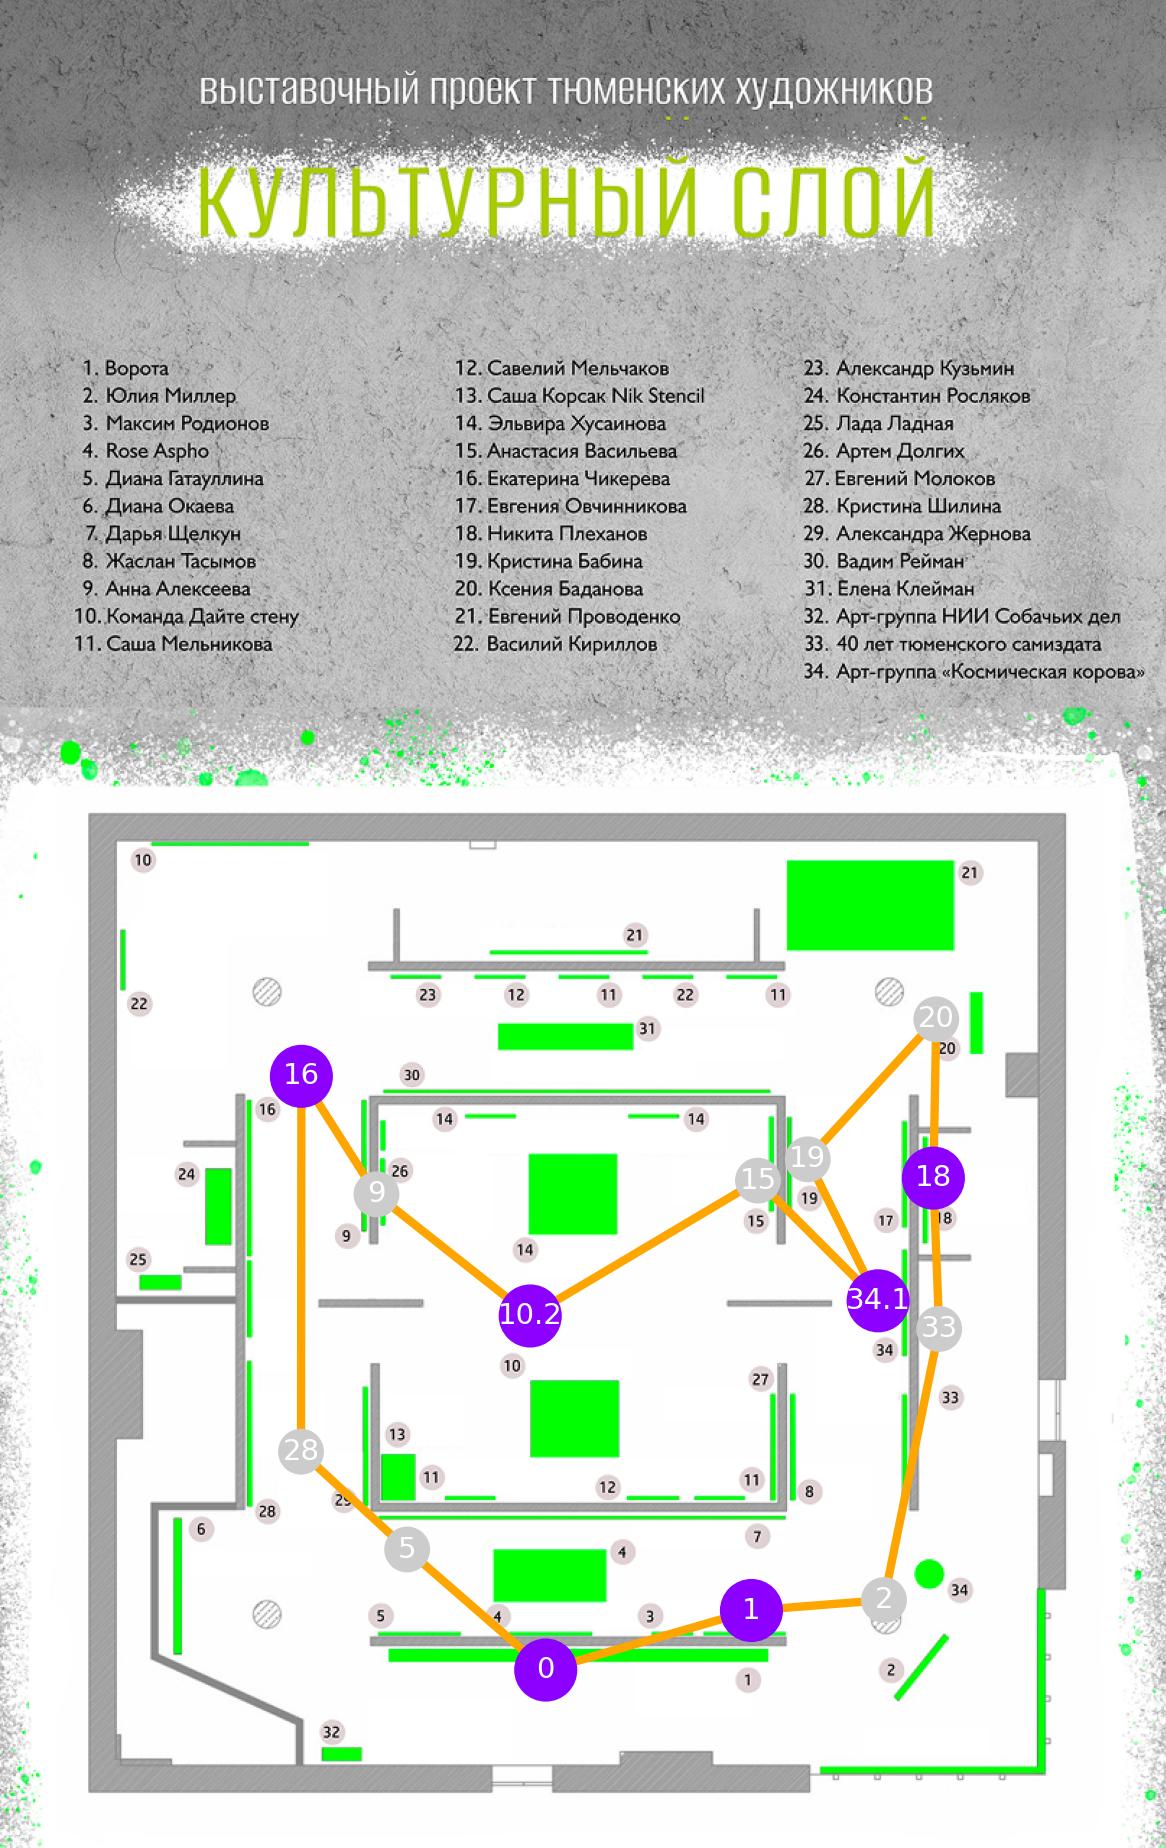 выставочный проект тюменских художников
КУЛЬТУРНЫЙ СЛОЙ
1. Ворота
2. Юлия Миллер
3. Максим Родионов
4. Rose Aspho
5. Диана Гатауллина
6. Диана Окаева
7. Дарья Щелкун
8. Жаслан Тасымов
9. Анна Алексеева
10. Команда Дайте стену
11. Саша Мельникова
12. Савелий Мельчаков
13. Саша Корсак Nik Stencil
14. Эльвира Хусаинова
15. Анастасия Васильева
16. Екатерина Чикерева
17. Евгения Овчинникова
18. Никита Плеханов
19. Кристина Бабина
20. Ксения Баданова
21. Евгений Проводенко
22. Василий Кириллов
23. Александр Кузьмин
24. Константин Росляков
25. Лада Ладная
26. Артем Долгих
27. Евгений Молоков
28. Кристина Шилина
29. Александра Жернова
30. Вадим Рейман
31. Елена Клейман
32. Арт-группа НИИ Собачьих дел
33. 40 лет тюменского самиздата
34. Арт-группа «Космическая корова»
10
21
21
22
23
12
11
22
11
20
31
20
16
30
16
14
14
24
26
9
15
19
18
19
9
15
17
18
25
14
10.2
34.1
33
10
34
27
33
13
28
11
12
11
8
29
28
6
7
5
4
2
34
1
5
4
3
0
2
1
32